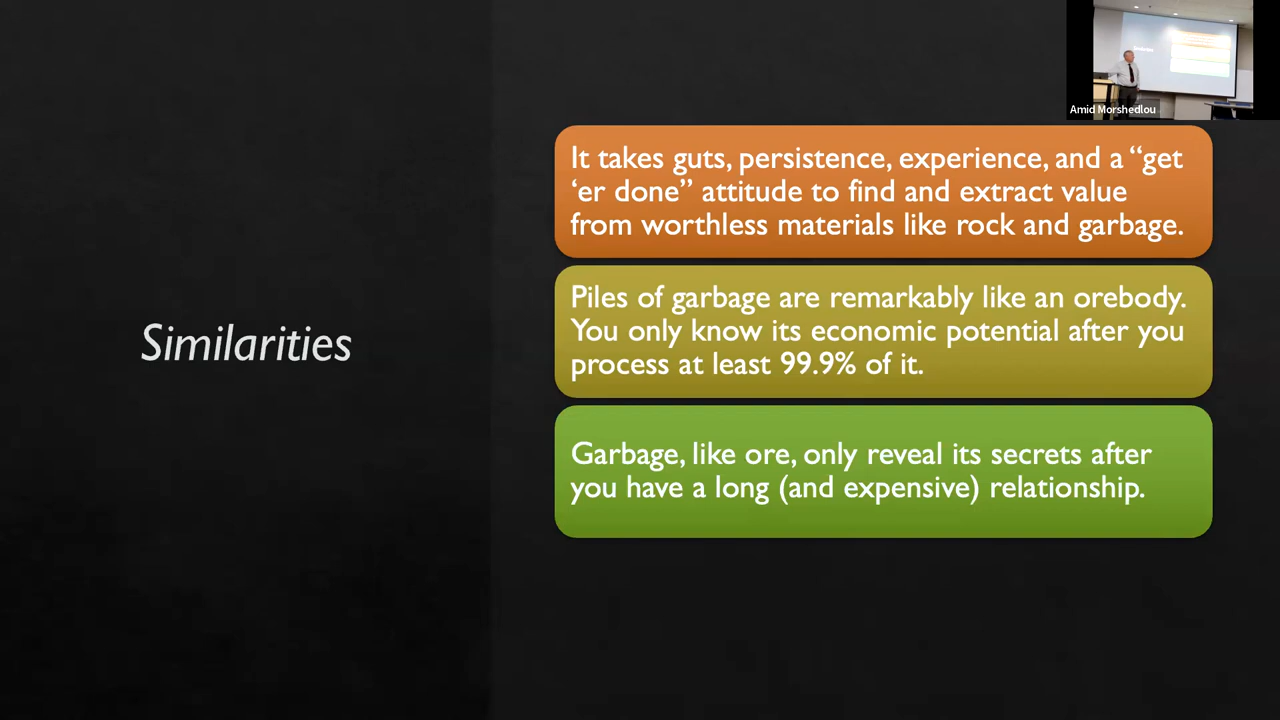 Amid Morshedlou
Similarities
It takes guts, persistence, experience, and a “get
‘er done” attitude to find and extract value
from worthless materials like rock and garbage.
Piles of garbage are remarkably like an orebody.
You only know its economic potential after you
process at least 99.9% of it.
Garbage, like ore, only reveal its secrets after
you have a long (and expensive) relationship.